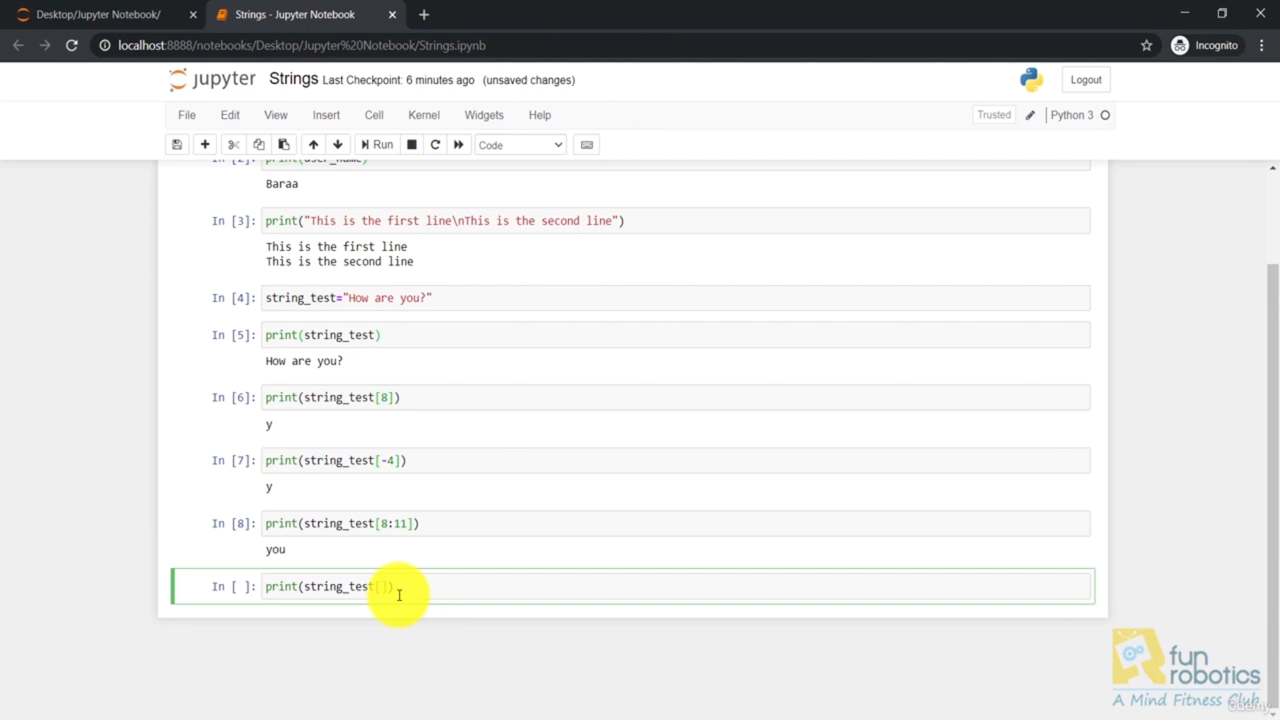 Desktop/Jupyter Notebook/
Strings - Jupyter Notebook
localhost:8888/notebooks/Desktop/Jupyter%20Notebook/Strings.ipynb
Incognito
jupyter Strings Last Checkpoint: 6 minutes ago (unsaved changes)
Logout
File Edit View Insert Cell Kernel Widgets Help
Trusted Python 3
Run Code
In [2]: print(user_name)
Baraa
In [3]: print("This is the first line\nThis is the second line")
This is the first line
This is the second line
In [4]: string_test="How are you?"
In [5]: print(string_test)
How are you?
In [6]: print(string_test[8])
y
In [7]: print(string_test[-4])
y
In [8]: print(string_test[8:11])
you
In [ ]: print(string_test[])
fun
robotics
A Mind Fitness Club
Udemy